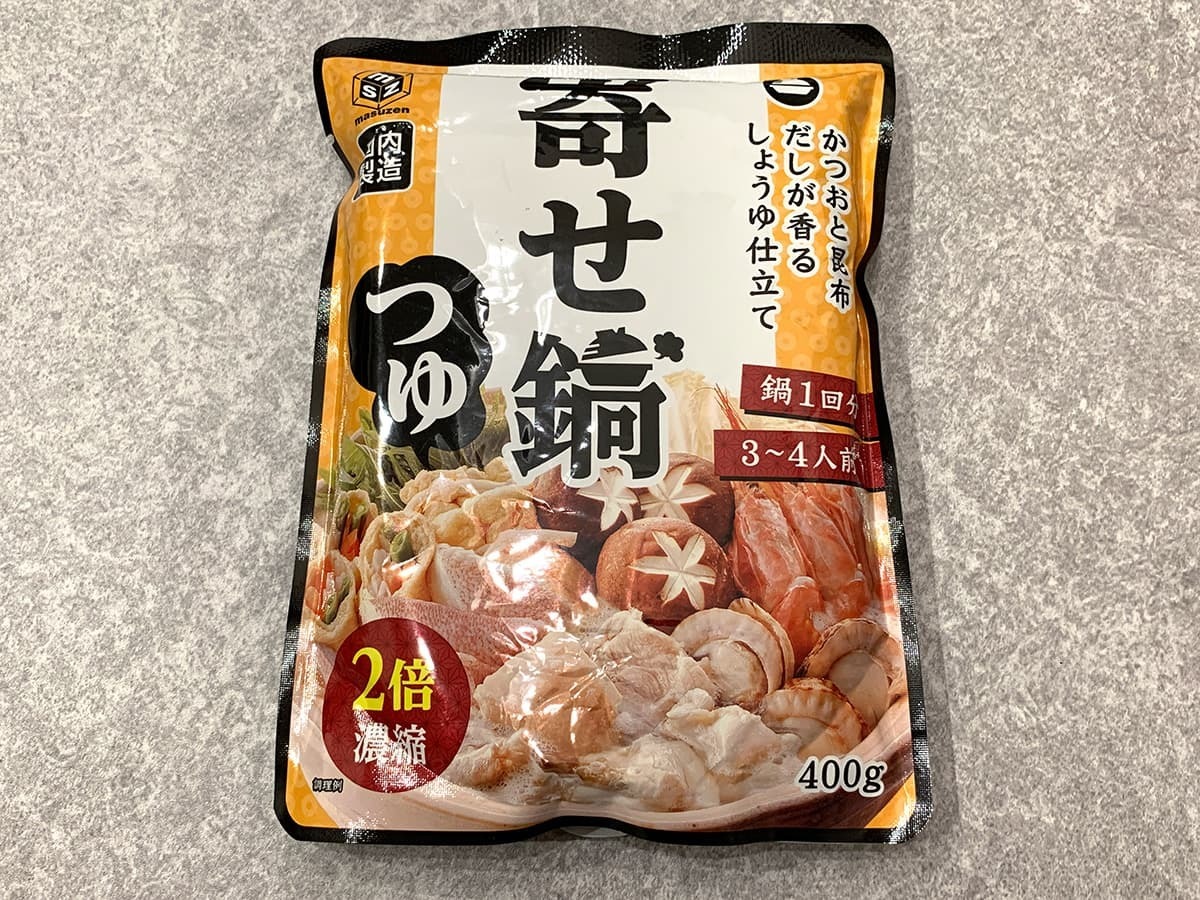 msz
masuzen
国内
製造
寄せ鍋
つゆ
かつおと昆布
だしが香る
しょうゆ仕立て
鍋1回分
3〜4人前
2倍
濃縮
調理例
400g